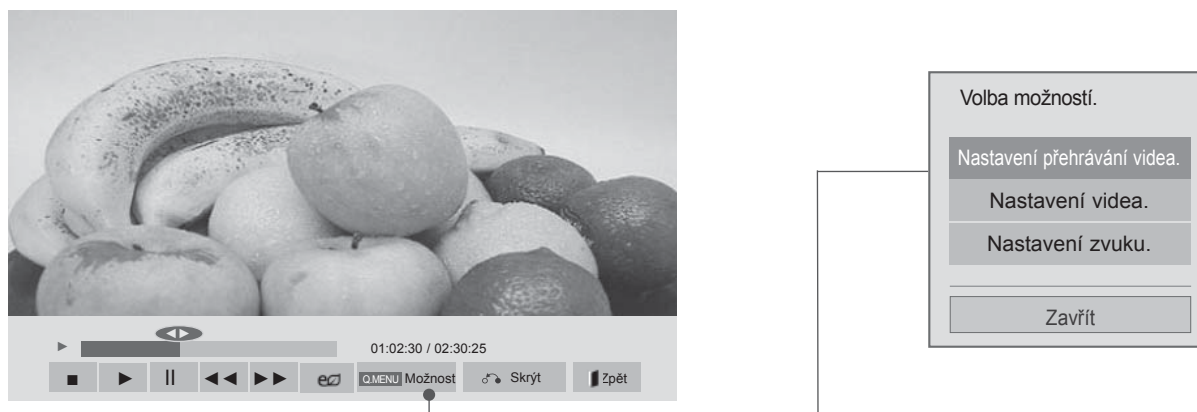 01:02:30 / 02:30:25
Q.MENU Možnost Skrýt Zpět
Volba možností.
Nastavení přehrávání videa.
Nastavení videa.
Nastavení zvuku.
Zavřít